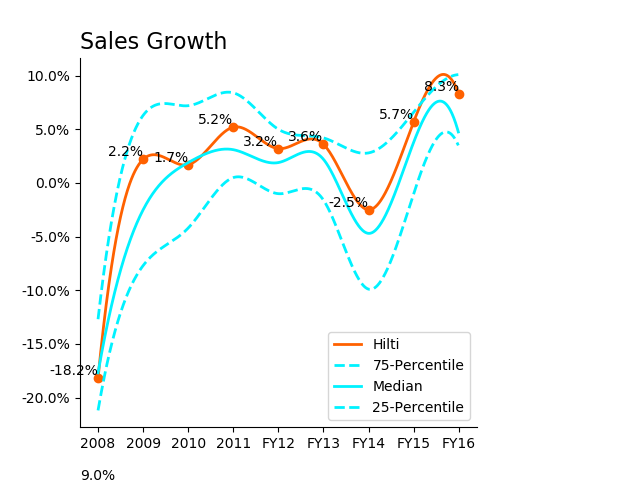 Sales Growth
10.0%
5.0%
0.0%
-5.0%
-10.0%
-15.0%
-20.0%
-18.2%
2.2%
1.7%
5.2%
3.2%
3.6%
-2.5%
5.7%
8.3%
Hilti
75-Percentile
Median
25-Percentile
2008 2009 2010 2011 FY12 FY13 FY14 FY15 FY16
9.0%